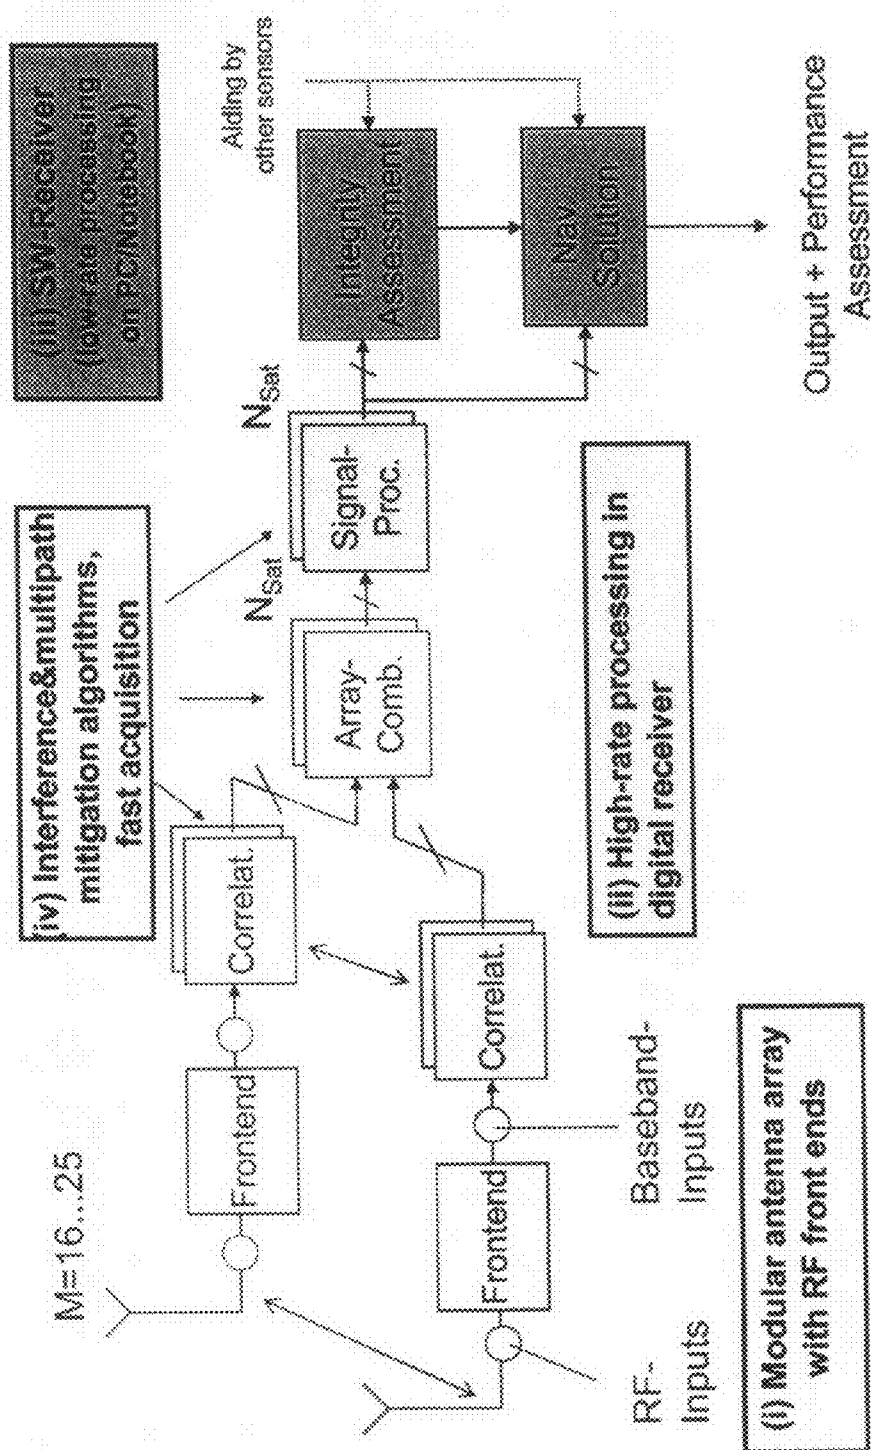 M=16...25
Frontend
Correlat.
(iv) Interference&multipath
mitigation algorithms,
fast acquisition
(iii) SW-Receiver
(low-rate processing
on PC/Notebook)
Frontend
Correlat.
Array-
Comb.
NSat
Signal-
Proc.
NSat
Integrity
Assessment
Aiding by
other sensors
Nav.
Solution
RF-
Inputs
Baseband-
Inputs
(i) Modular antenna array
with RF front ends
(ii) High-rate processing in
digital receiver
Output + Performance
Assessment